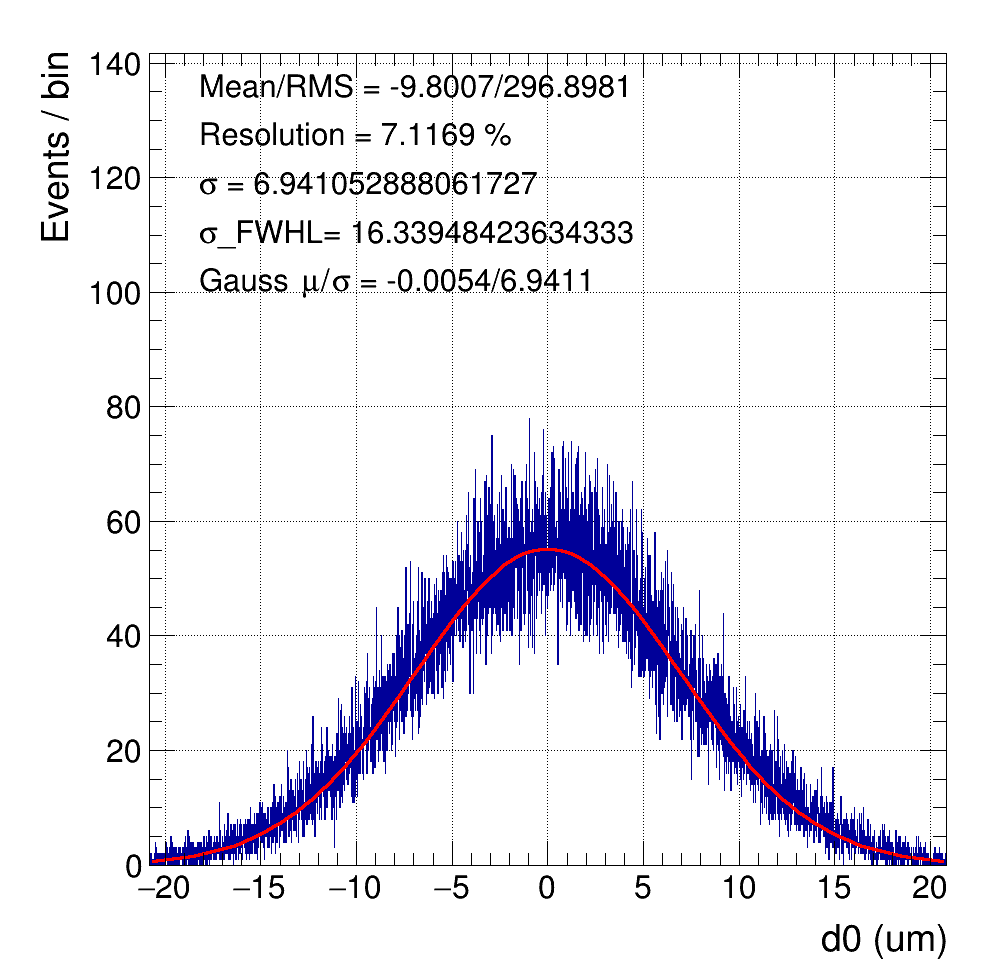 Events / bin
140
120
100
80
60
40
20
0
Mean/RMS = -9.8007/296.8981
Resolution = 7.1169 %
σ = 6.941052888061727
σ_FWHL= 16.33948423634333
Gauss μ/σ = -0.0054/6.9411
−20 −15 −10 −5 0 5 10 15 20
d0 (um)